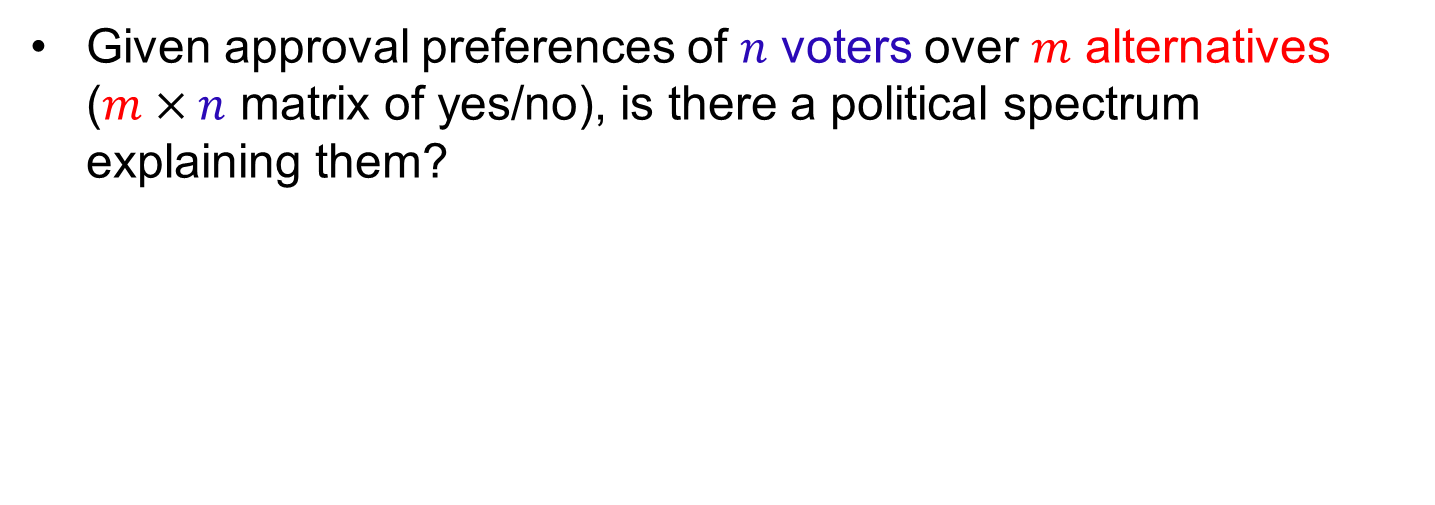 • Given approval preferences of n voters over m alternatives
(m × n matrix of yes/no), is there a political spectrum
explaining them?